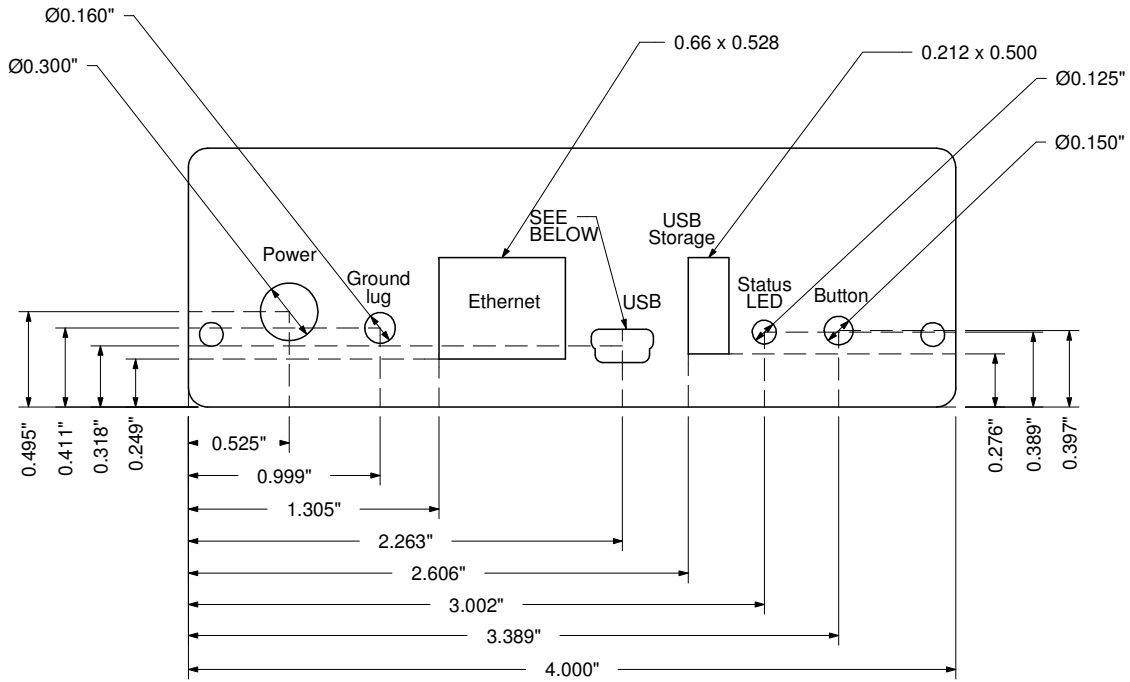 Ø0.160"
0.66 x 0.528
0.212 x 0.500
Ø0.300"
Ø0.125"
Ø0.150"
SEE
BELOW
USB
Storage
Power
Ground
lug
Ethernet
USB
Status
LED
Button
0.495"
0.411"
0.318"
0.249"
0.276"
0.389"
0.397"
0.525"
0.999"
1.305"
2.263"
2.606"
3.002"
3.389"
4.000"